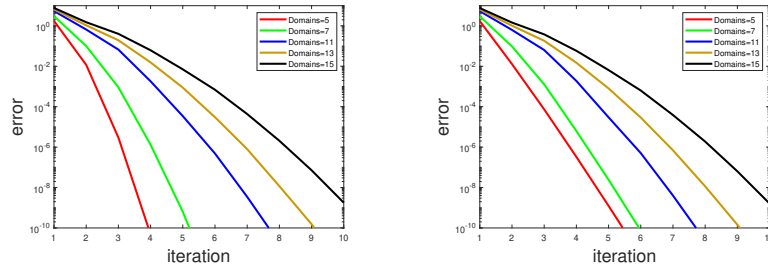 10^0
10^-2
10^-4
10^-6
10^-8
10^-10
error
1 2 3 4 5 6 7 8 9 10
iteration
Domains=5
Domains=7
Domains=11
Domains=13
Domains=15
10^0
10^-2
10^-4
10^-6
10^-8
10^-10
error
1 2 3 4 5 6 7 8 9 10
iteration
Domains=5
Domains=7
Domains=11
Domains=13
Domains=15